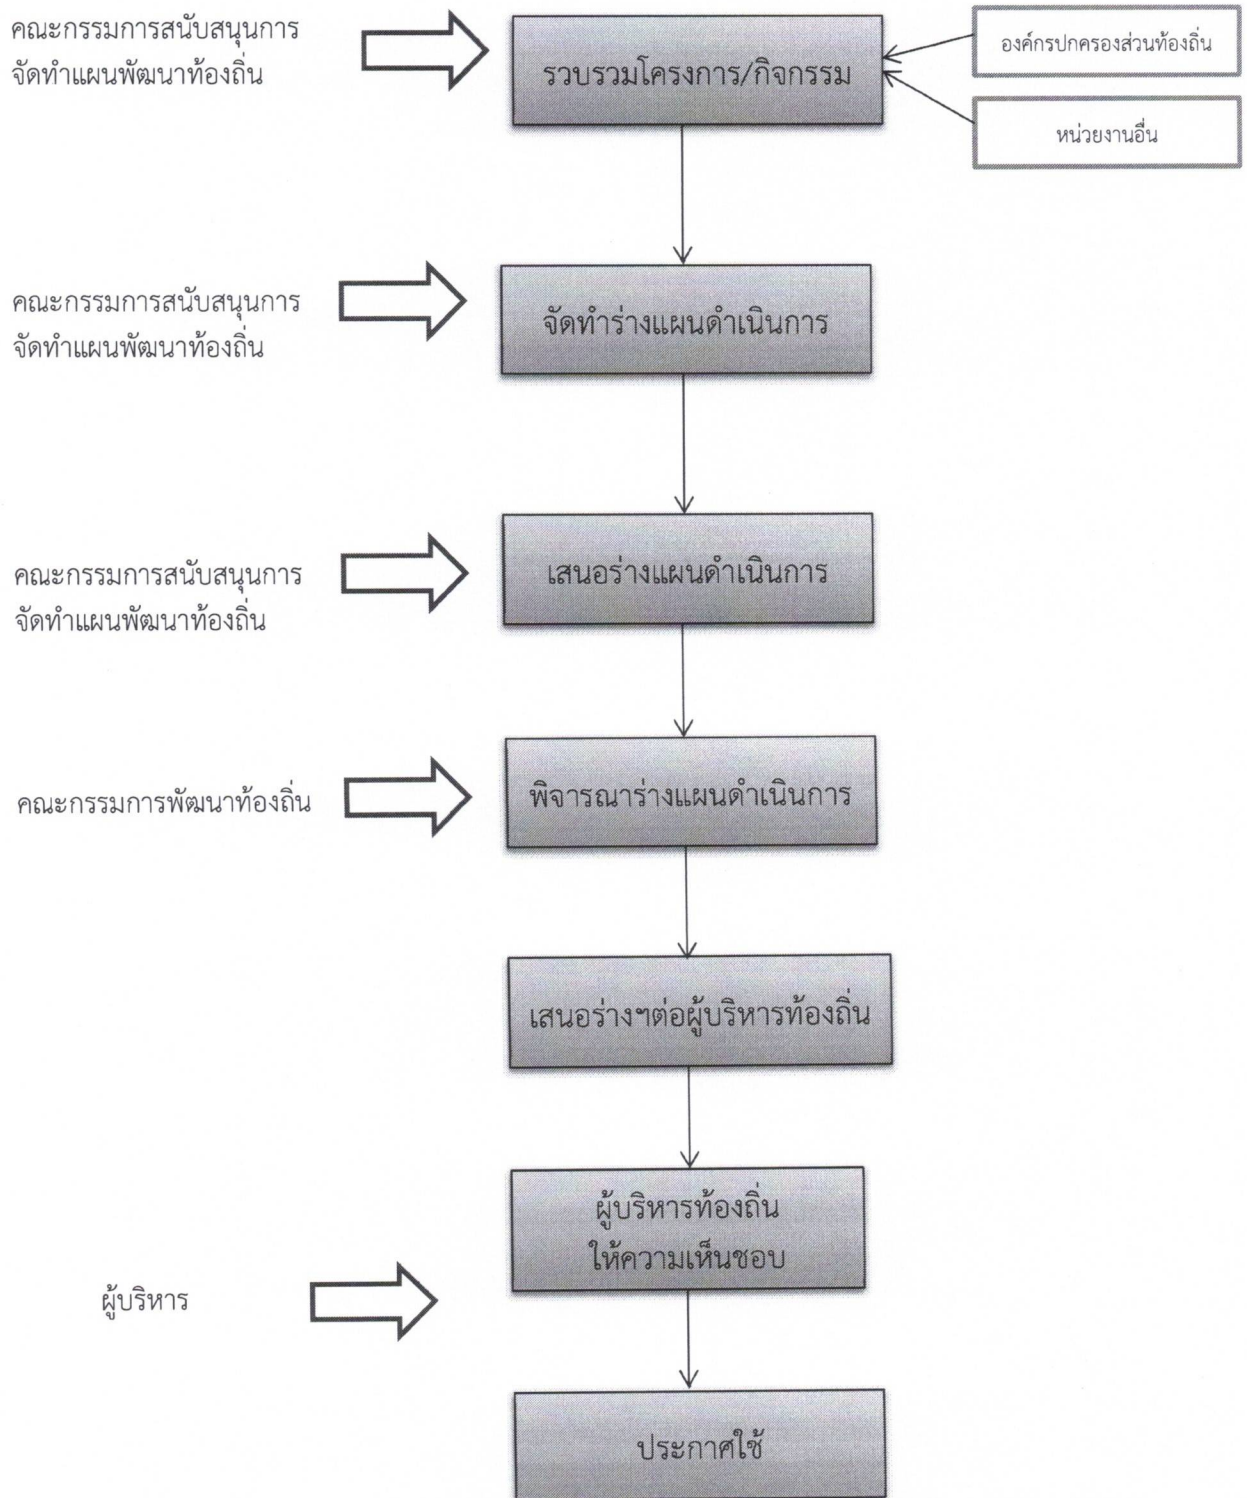 คณะกรรมการสนับสนุนการ
จัดทำแผนพัฒนาท้องถิ่น
รวบรวมโครงการ/กิจกรรม
องค์กรปกครองส่วนท้องถิ่น
หน่วยงานอื่น
คณะกรรมการสนับสนุนการ
จัดทำแผนพัฒนาท้องถิ่น
จัดทำร่างแผนดำเนินการ
คณะกรรมการสนับสนุนการ
จัดทำแผนพัฒนาท้องถิ่น
เสนอร่างแผนดำเนินการ
คณะกรรมการพัฒนาท้องถิ่น
พิจารณาร่างแผนดำเนินการ
เสนอร่างฯต่อผู้บริหารท้องถิ่น
ผู้บริหารท้องถิ่น
ให้ความเห็นชอบ
ผู้บริหาร
ประกาศใช้